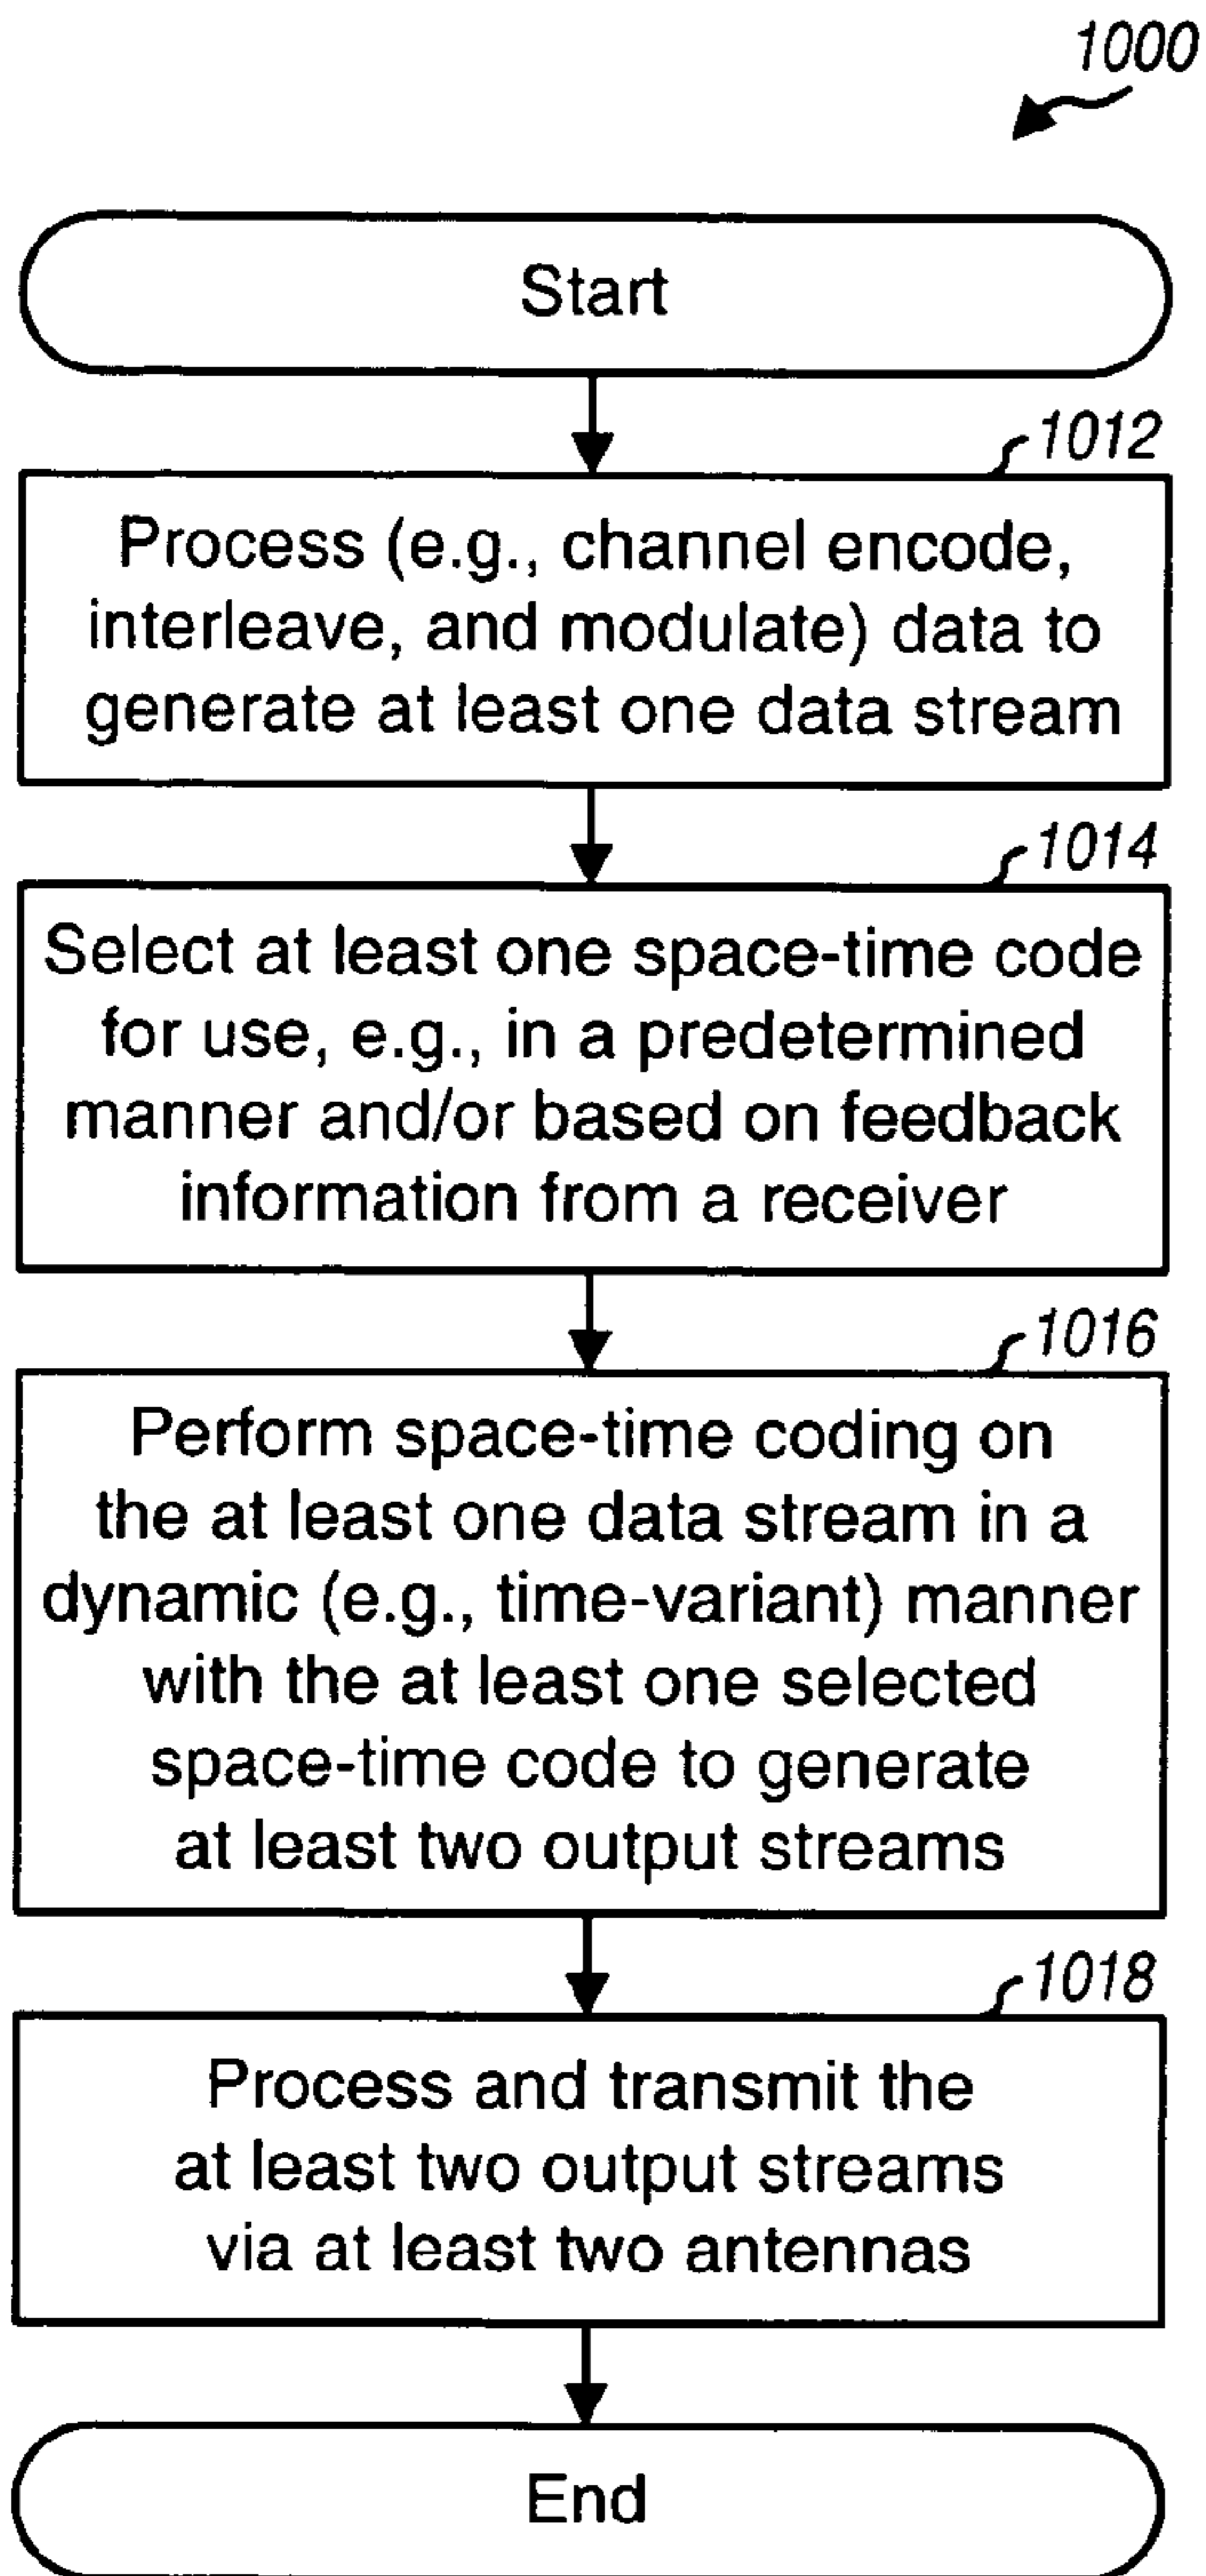 1000
Start
1012
Process (e.g., channel encode,
interleave, and modulate) data to
generate at least one data stream
1014
Select at least one space-time code
for use, e.g., in a predetermined
manner and/or based on feedback
information from a receiver
1016
Perform space-time coding on
the at least one data stream in a
dynamic (e.g., time-variant) manner
with the at least one selected
space-time code to generate
at least two output streams
1018
Process and transmit the
at least two output streams
via at least two antennas
End